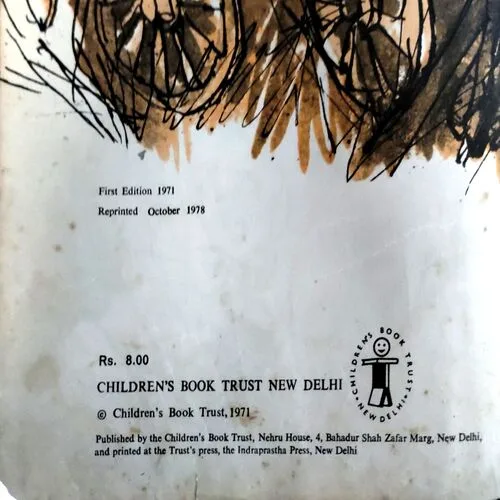 First Edition 1971
Reprinted October 1978
Rs. 8.00
CHILDREN'S BOOK TRUST NEW DELHI
CHILDREN'S BOOK TRUST • NEW DELHI •
© Children's Book Trust, 1971
Published by the Children's Book Trust, Nehru House, 4, Bahadur Shah Zafar Marg, New Delhi,
and printed at the Trust's press, the Indraprastha Press, New Delhi